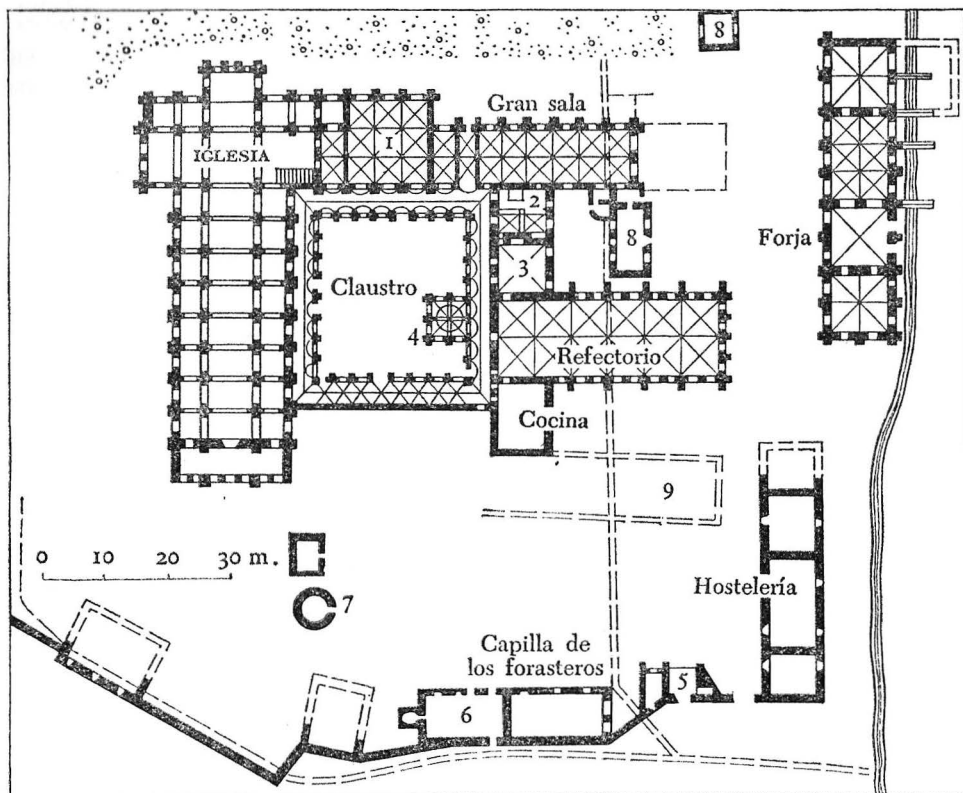 8
Gran sala
1
IGLESIA
2
8
3
Forja
Claustro
4
Refectorio
Cocina
9
0 10 20 30 m.
Hostelería
7
Capilla de
los forasteros
5
6